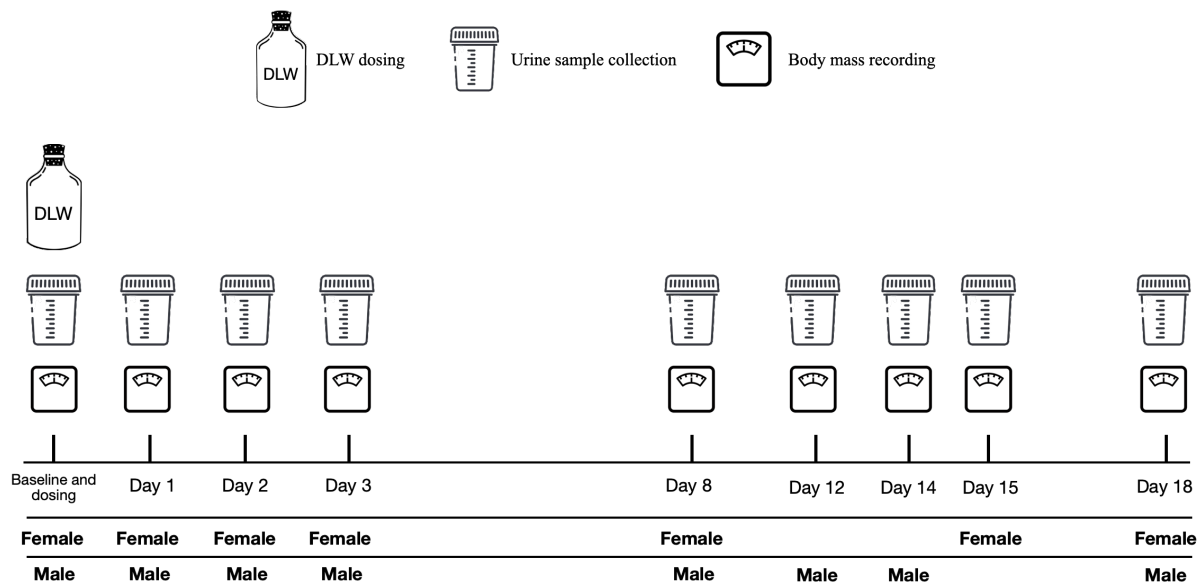 DLW
DLW dosing
Urine sample collection
Body mass recording
DLW
Baseline and
dosing
Day 1
Day 2
Day 3
Day 8
Day 12
Day 14
Day 15
Day 18
Female Female Female Female Female Female Female
Male Male Male Male Male Male Male Male